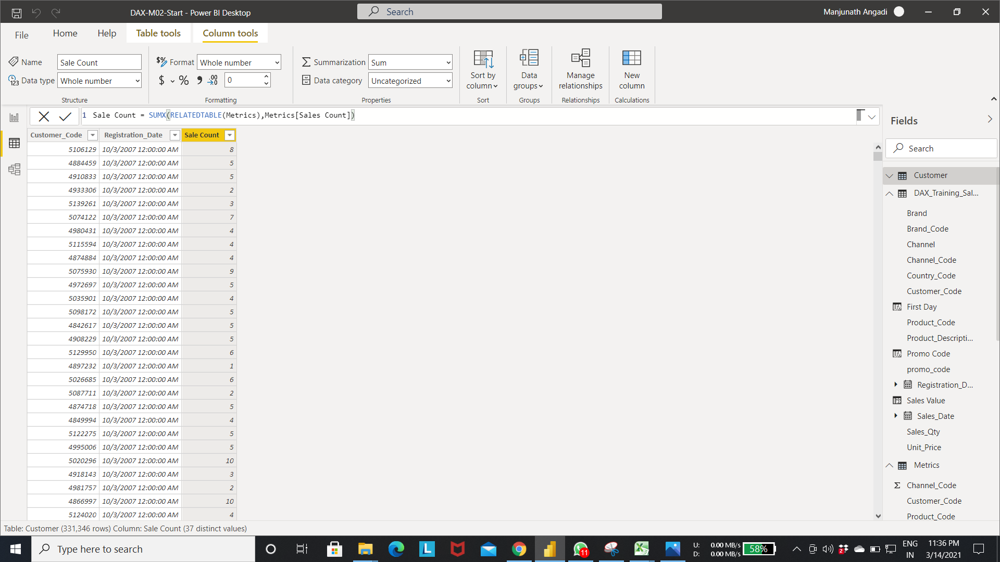 DAX-M02-Start - Power BI Desktop
Search
Manjunath Angadi
File
Home
Help
Table tools
Column tools
Name
Sale Count
Data type
Whole number
Structure
Format
Whole number
$ % 9 .00
0
Formatting
Summarization
Sum
Data category
Uncategorized
Properties
Sort by
column
Sort
Data
groups
Groups
Manage
relationships
Relationships
New
column
Calculations
1 Sale Count = SUMX(RELATEDTABLE(Metrics),Metrics[Sales Count])
Customer_Code Registration_Date Sale Count
5106129 10/3/2007 12:00:00 AM 8
4884459 10/3/2007 12:00:00 AM 5
4910833 10/3/2007 12:00:00 AM 5
4933306 10/3/2007 12:00:00 AM 2
5139261 10/3/2007 12:00:00 AM 3
5074122 10/3/2007 12:00:00 AM 7
4980431 10/3/2007 12:00:00 AM 4
5115594 10/3/2007 12:00:00 AM 4
4874884 10/3/2007 12:00:00 AM 4
5075930 10/3/2007 12:00:00 AM 9
4972697 10/3/2007 12:00:00 AM 5
5035901 10/3/2007 12:00:00 AM 4
5098172 10/3/2007 12:00:00 AM 5
4842617 10/3/2007 12:00:00 AM 5
4908229 10/3/2007 12:00:00 AM 5
5129950 10/3/2007 12:00:00 AM 6
4897232 10/3/2007 12:00:00 AM 1
5026685 10/3/2007 12:00:00 AM 6
5087711 10/3/2007 12:00:00 AM 2
4874718 10/3/2007 12:00:00 AM 5
4849994 10/3/2007 12:00:00 AM 4
5122275 10/3/2007 12:00:00 AM 5
4995006 10/3/2007 12:00:00 AM 5
5020296 10/3/2007 12:00:00 AM 10
4918143 10/3/2007 12:00:00 AM 3
4981757 10/3/2007 12:00:00 AM 2
4866997 10/3/2007 12:00:00 AM 10
5124020 10/3/2007 12:00:00 AM 4
Table: Customer (331,346 rows) Column: Sale Count (37 distinct values)
Fields
Search
Customer
DAX_Training_Sal...
Brand
Brand_Code
Channel
Channel_Code
Country_Code
Customer_Code
First Day
Product_Code
Product_Descripti...
Promo Code
promo_code
Registration_D...
Sales Value
Sales_Date
Sales_Qty
Unit_Price
Metrics
Channel_Code
Customer_Code
Product_Code
Type here to search
L
11
U: 0.00 MB/s
D: 0.00 MB/s
58%
2
ENG
IN
11:36 PM
3/14/2021